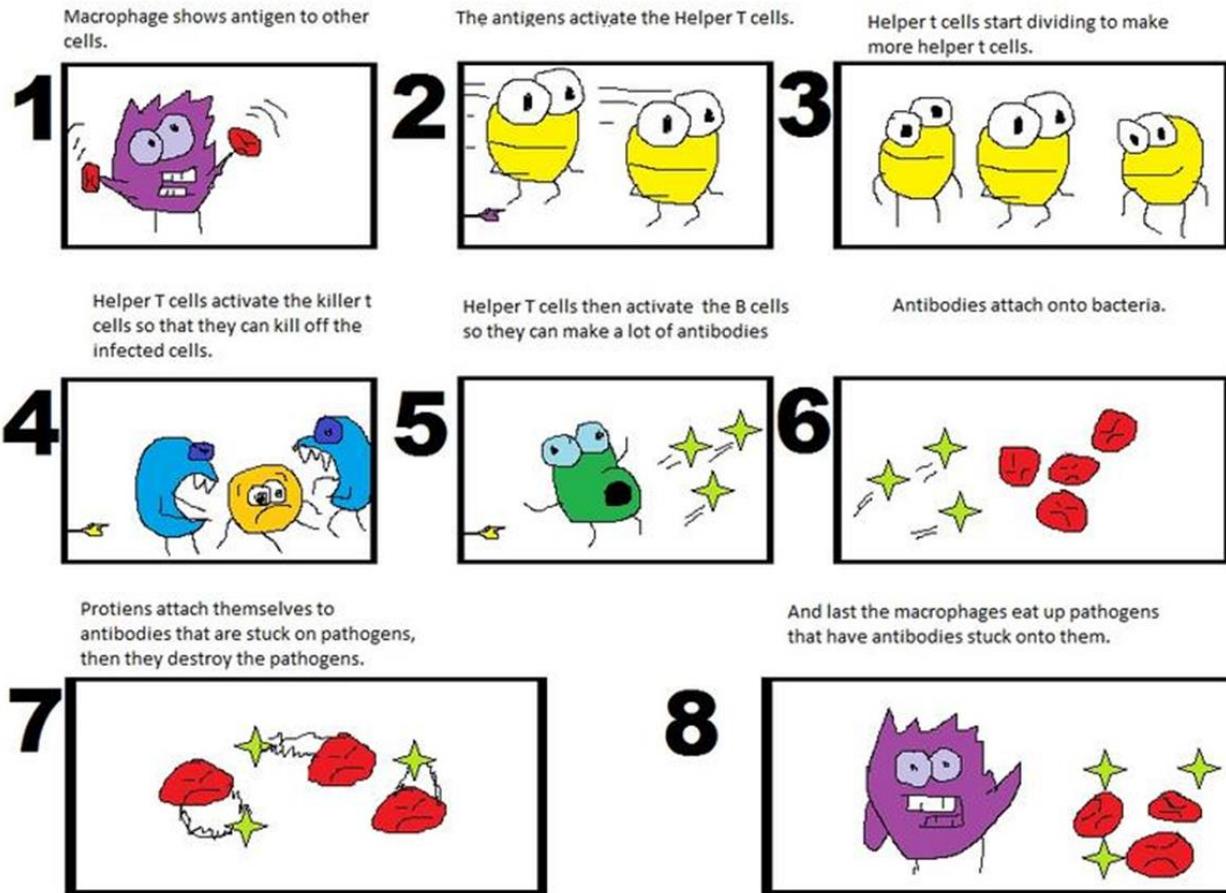 Macrophage shows antigen to other
cells.
The antigens activate the Helper T cells.
Helper t cells start dividing to make
more helper t cells.
1
2
3
Helper T cells activate the killer t
cells so that they can kill off the
infected cells.
Helper T cells then activate the B cells
so they can make a lot of antibodies
Antibodies attach onto bacteria.
4
5
6
Protiens attach themselves to
antibodies that are stuck on pathogens,
then they destroy the pathogens.
And last the macrophages eat up pathogens
that have antibodies stuck onto them.
7
8